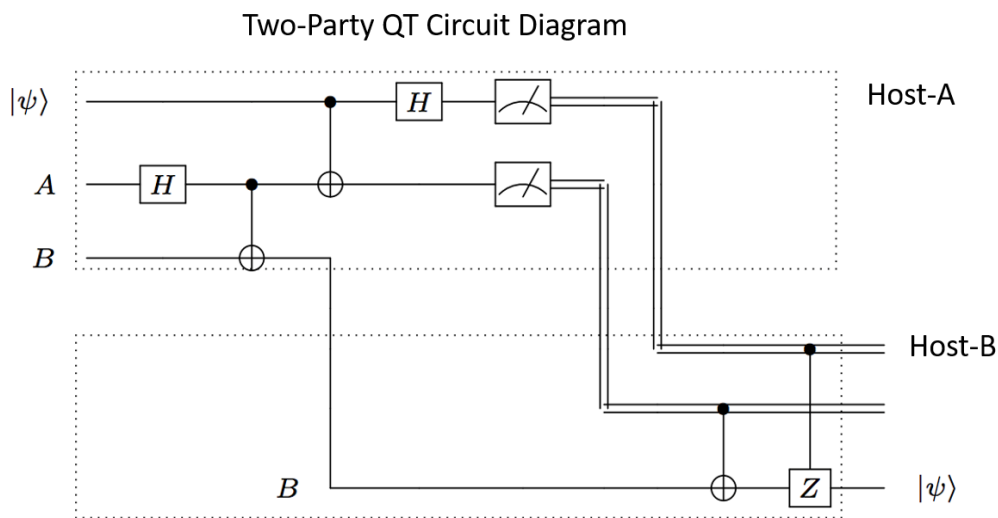 Two-Party QT Circuit Diagram
|ψ⟩ H Host-A
A H
B
Host-B
B Z |ψ⟩